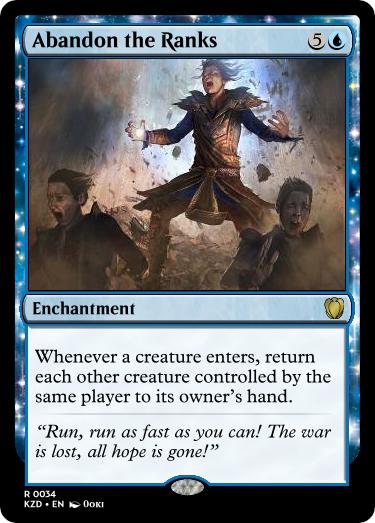 Abandon the Ranks 5
Enchantment
Whenever a creature enters, return
each other creature controlled by the
same player to its owner's hand.
"Run, run as fast as you can! The war
is lost, all hope is gone!"
R 0034
KZD • EN OOKI